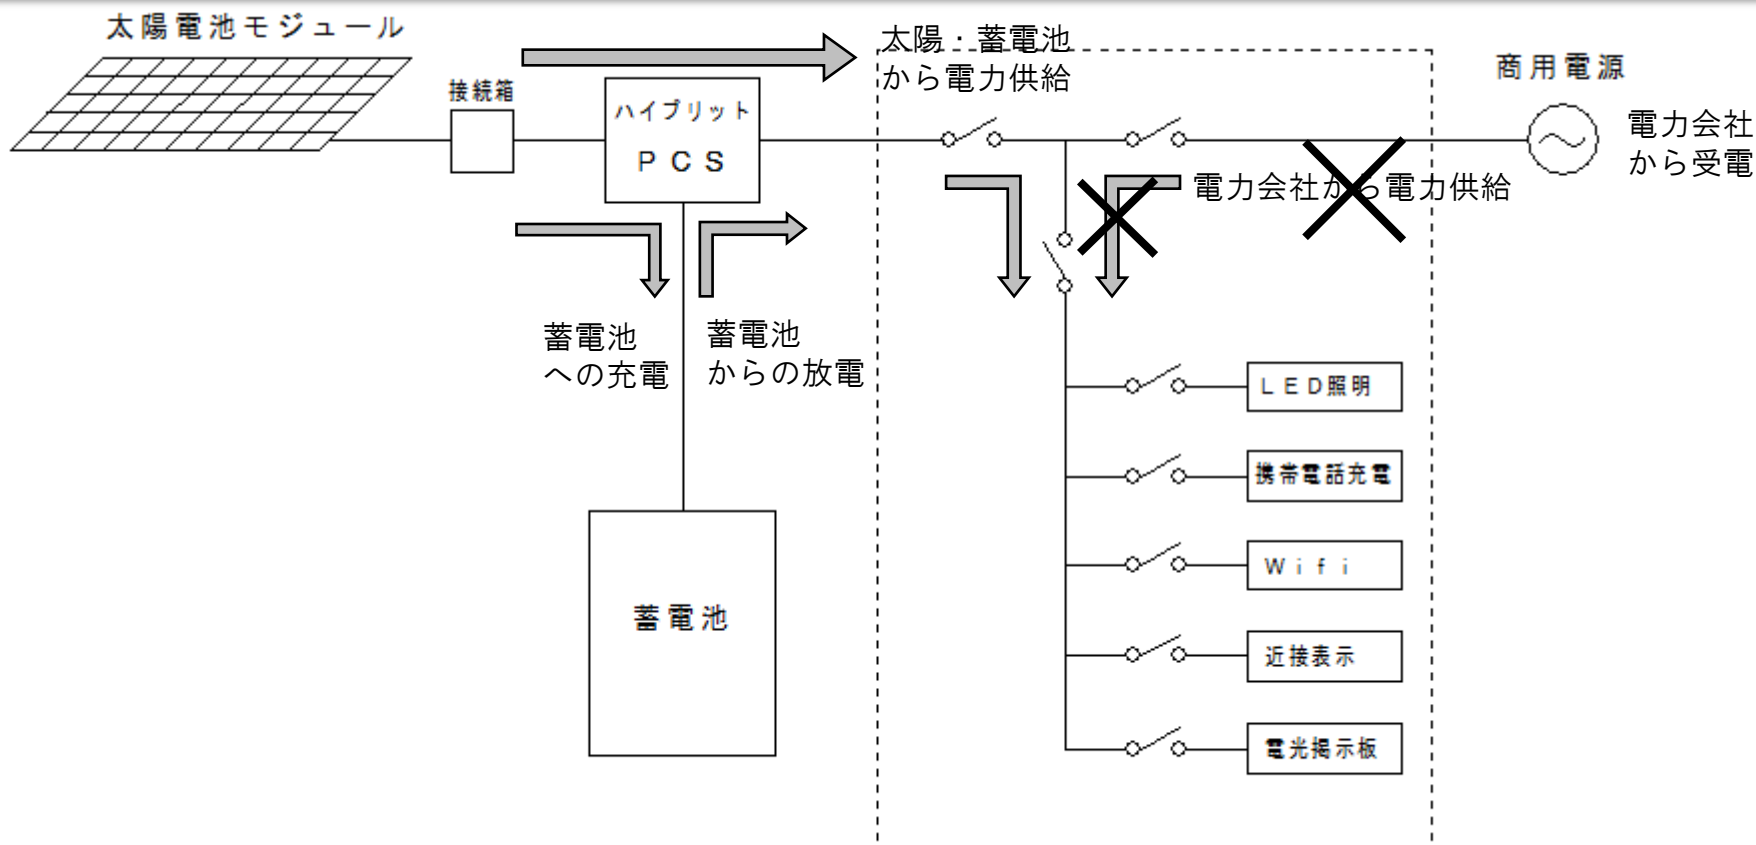 太陽電池モジュール
接続箱
ハイブリット
ＰＣＳ
太陽・蓄電池
から電力供給
商用電源
電力会社
から受電
電力会社から電力供給
蓄電池
への充電
蓄電池
からの放電
蓄電池
ＬＥＤ照明
携帯電話充電
Ｗｉｆｉ
近接表示
電光掲示板